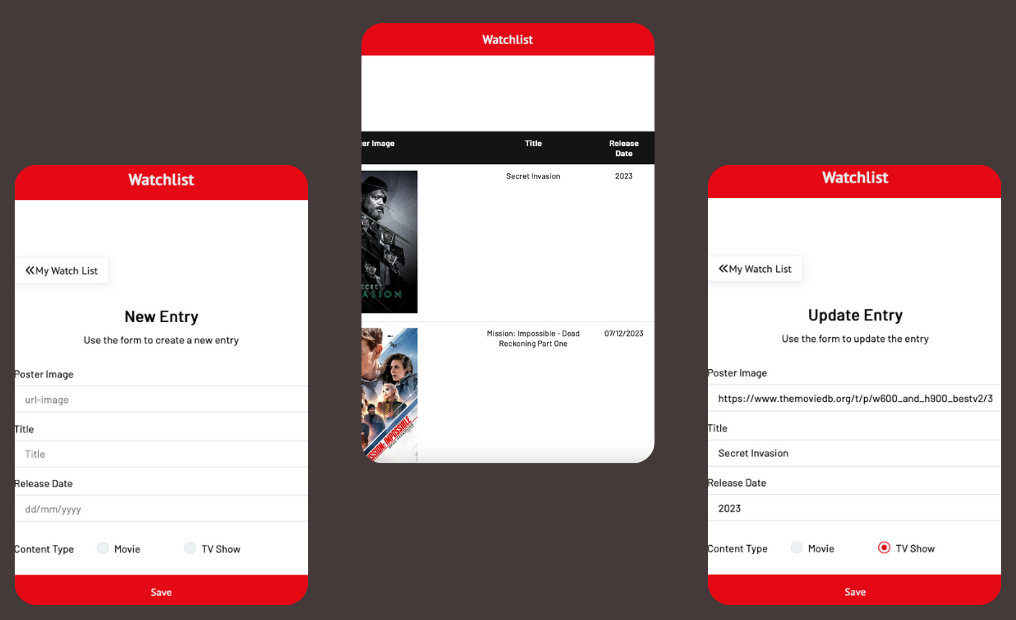 Watchlist
My Watch List
New Entry
Use the form to create a new entry
Poster Image
url-image
Title
Title
Release Date
dd/mm/yyyy
Content Type Movie TV Show
Save
Watchlist
er Image Title Release
Date
Secret Invasion 2023
SECRET
ASION
Mission: Impossible - Dead 07/12/2023
Reckoning Part One
MISSION: IMPOSSIBLE
Watchlist
My Watch List
Update Entry
Use the form to update the entry
Poster Image
https://www.themoviedb.org/t/p/w600_and_h900_bestv2/3
Title
Secret Invasion
Release Date
2023
Content Type Movie TV Show
Save